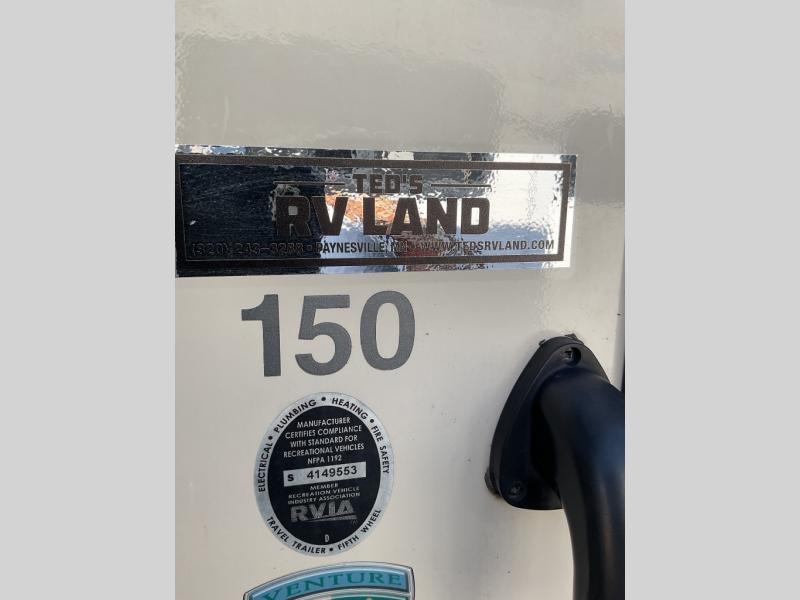 TED'S
RV LAND
(320) 243-8288 • PAYNESVILLE, MN • WWW.TEDSRVLAND.COM
150
ELECTRICAL • PLUMBING • HEATING • FIRE SAFETY
MANUFACTURER
CERTIFIES COMPLIANCE
WITH STANDARD FOR
RECREATIONAL VEHICLES
NFPA 1192
S 4149553
MEMBER
RECREATION VEHICLE
INDUSTRY ASSOCIATION
RVIA
D
TRAVEL TRAILER • FIFTH WHEEL
VENTURE